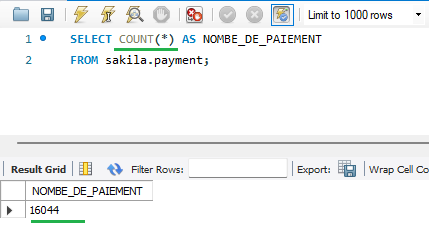 Limit to 1000 rows
1 SELECT COUNT(*) AS NOMBE_DE_PAIEMENT
2 FROM sakila.payment;
Result Grid Filter Rows: Export: Wrap Cell Co
NOMBE_DE_PAIEMENT
16044